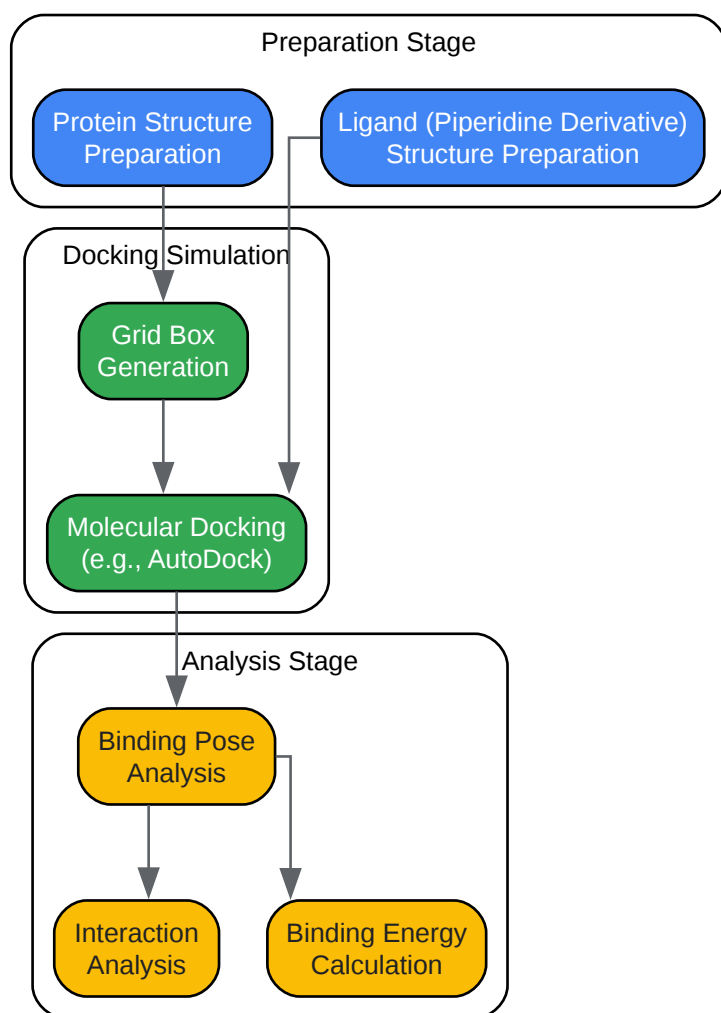 Preparation Stage
Protein Structure
Preparation
Ligand (Piperidine Derivative)
Structure Preparation
Docking Simulation
Grid Box
Generation
Molecular Docking
(e.g., AutoDock)
Analysis Stage
Binding Pose
Analysis
Interaction
Analysis
Binding Energy
Calculation